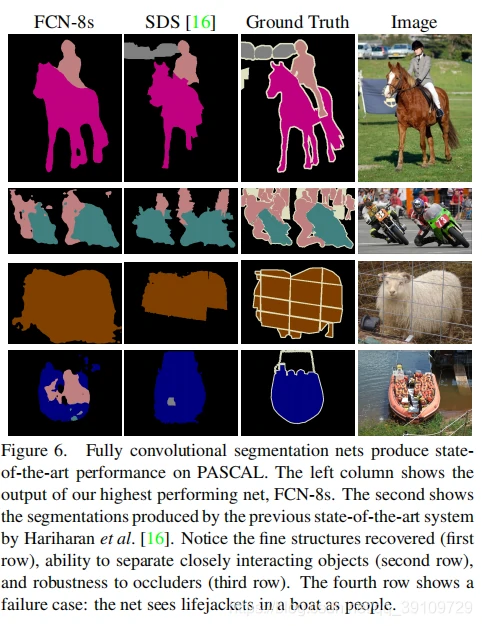 FCN-8s SDS [16] Ground Truth Image
Figure 6. Fully convolutional segmentation nets produce state-
of-the-art performance on PASCAL. The left column shows the
output of our highest performing net, FCN-8s. The second shows
the segmentations produced by the previous state-of-the-art system
by Hariharan et al. [16]. Notice the fine structures recovered (first
row), ability to separate closely interacting objects (second row),
and robustness to occluders (third row). The fourth row shows a
failure case: the net sees lifejackets in a boat as people.